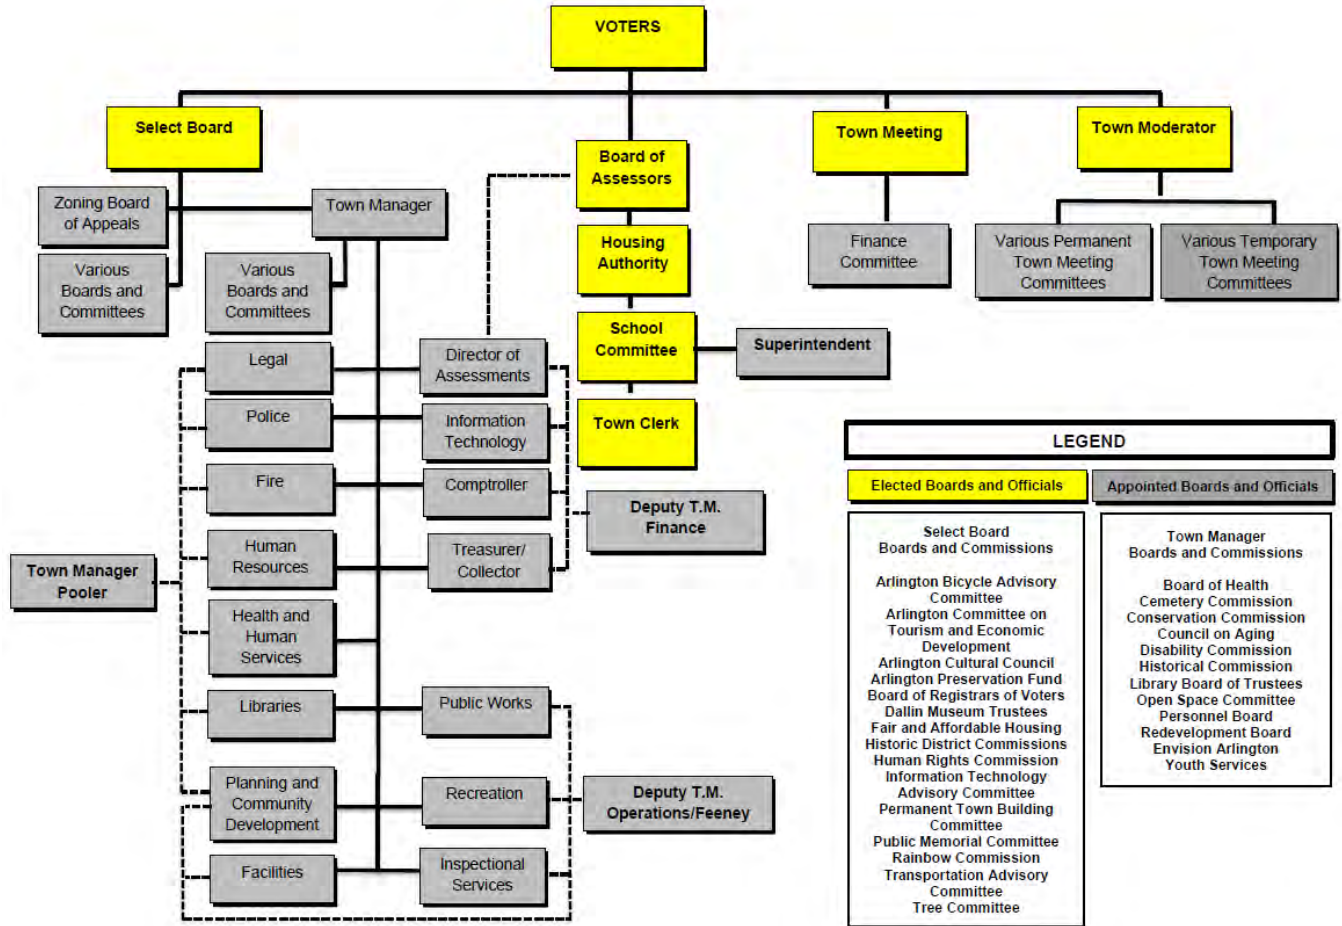 VOTERS
Select Board
Board of
Assessors
Town Meeting
Town Moderator
Zoning Board
of Appeals
Town Manager
Various
Boards and
Committees
Various
Boards and
Committees
Housing
Authority
Finance
Committee
Various Permanent
Town Meeting
Committees
Various Temporary
Town Meeting
Committees
School
Committee
Superintendent
Town Clerk
Legal
Director of
Assessments
Police
Information
Technology
Fire
Comptroller
Deputy T.M.
Finance
Human
Resources
Treasurer/
Collector
Town Manager
Pooler
Health and
Human
Services
Libraries
Public Works
Planning and
Community
Development
Recreation
Deputy T.M.
Operations/Feeney
Facilities
Inspectional
Services
LEGEND
Elected Boards and Officials
Appointed Boards and Officials
Select Board
Boards and Commissions
Arlington Bicycle Advisory
Committee
Arlington Committee on
Tourism and Economic
Development
Arlington Cultural Council
Arlington Preservation Fund
Board of Registrars of Voters
Dallin Museum Trustees
Fair and Affordable Housing
Historic District Commissions
Human Rights Commission
Information Technology
Advisory Committee
Permanent Town Building
Committee
Public Memorial Committee
Rainbow Commission
Transportation Advisory
Committee
Tree Committee
Town Manager
Boards and Commissions
Board of Health
Cemetery Commission
Conservation Commission
Council on Aging
Disability Commission
Historical Commission
Library Board of Trustees
Open Space Committee
Personnel Board
Redevelopment Board
Envision Arlington
Youth Services